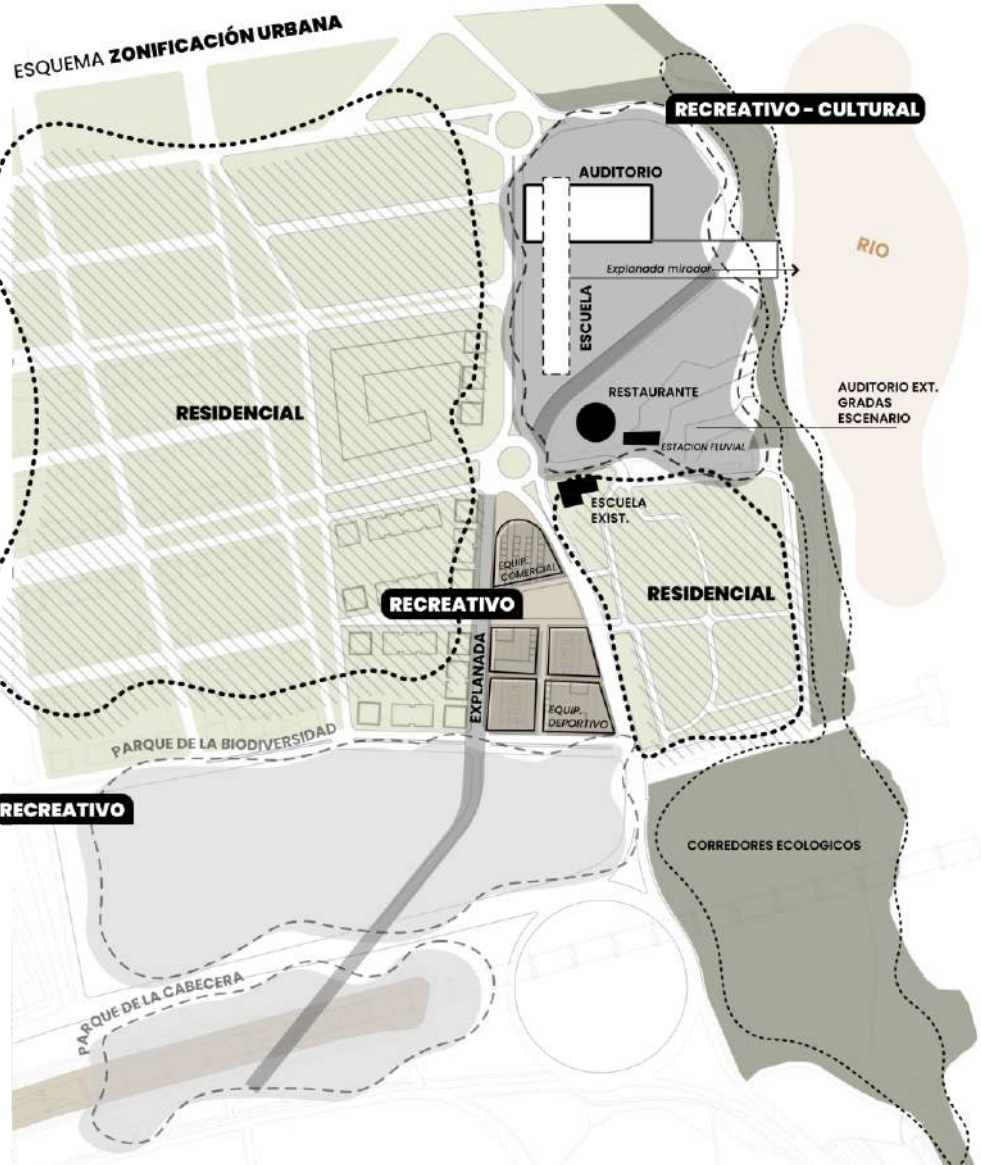 ESQUEMA ZONIFICACIÓN URBANA
RECREATIVO - CULTURAL
AUDITORIO
RIO
Explanada mirador
ESCUELA
AUDITORIO EXT.
GRADAS
ESCENARIO
RESTAURANTE
RESIDENCIAL
ESTACION FLUVIAL
ESCUELA
EXIST.
EQUIP.
COMERCIAL
RESIDENCIAL
RECREATIVO
EXPLANADA
EQUIP.
DEPORTIVO
PARQUE DE LA BIODIVERSIDAD
RECREATIVO
CORREDORES ECOLOGICOS
PARQUE DE LA CABECERA